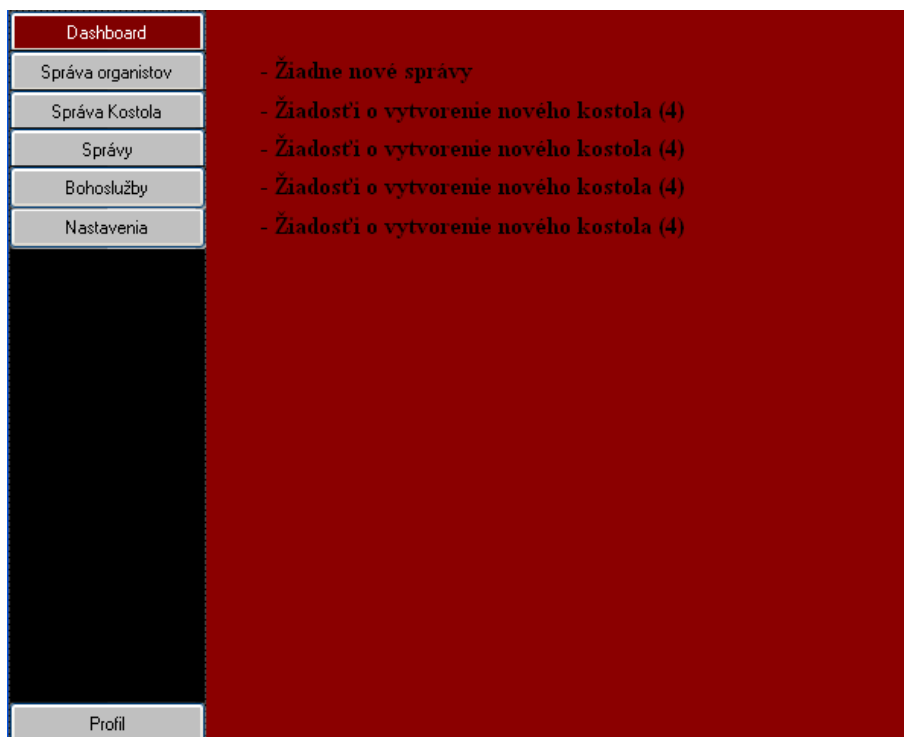 Dashboard
Správa organistov
- Žiadne nové správy
Správa Kostola
- Žiadosťi o vytvorenie nového kostola (4)
Správy
- Žiadosťi o vytvorenie nového kostola (4)
Bohoslužby
- Žiadosťi o vytvorenie nového kostola (4)
Nastavenia
- Žiadosťi o vytvorenie nového kostola (4)
Profil